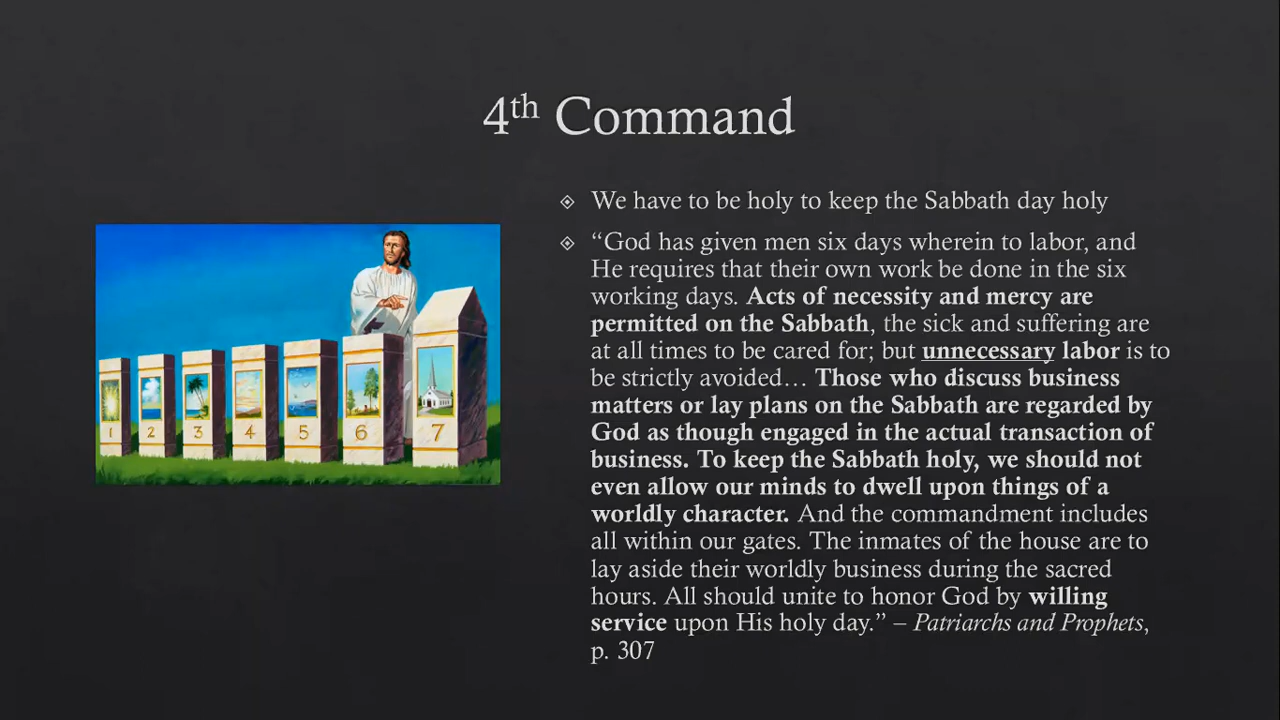 4th Command
We have to be holy to keep the Sabbath day holy
“God has given men six days wherein to labor, and
He requires that their own work be done in the six
working days. Acts of necessity and mercy are
permitted on the Sabbath, the sick and suffering are
at all times to be cared for; but unnecessary labor is to
be strictly avoided… Those who discuss business
matters or lay plans on the Sabbath are regarded by
God as though engaged in the actual transaction of
business. To keep the Sabbath holy, we should not
even allow our minds to dwell upon things of a
worldly character. And the commandment includes
all within our gates. The inmates of the house are to
lay aside their worldly business during the sacred
hours. All should unite to honor God by willing
service upon His holy day.” – Patriarchs and Prophets,
p. 307
1 2 3 4 5 6 7